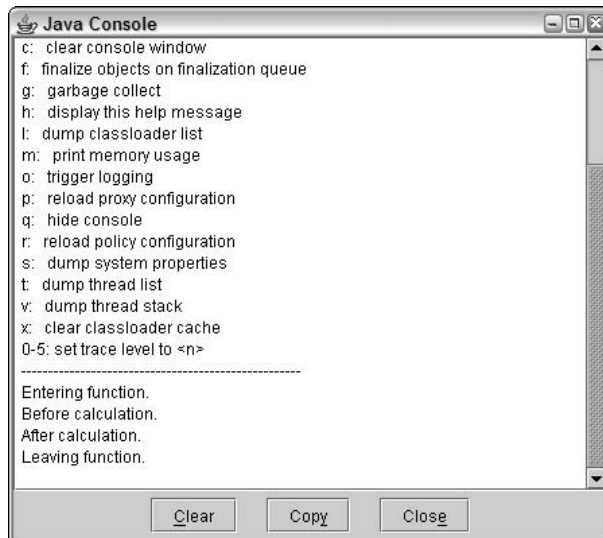 Java Console
c: clear console window
f: finalize objects on finalization queue
g: garbage collect
h: display this help message
l: dump classloader list
m: print memory usage
o: trigger logging
p: reload proxy configuration
q: hide console
r: reload policy configuration
s: dump system properties
t: dump thread list
v: dump thread stack
x: clear classloader cache
0-5: set trace level to <n>
----------------------------------------------------
Entering function.
Before calculation.
After calculation.
Leaving function.
Clear Copy Close